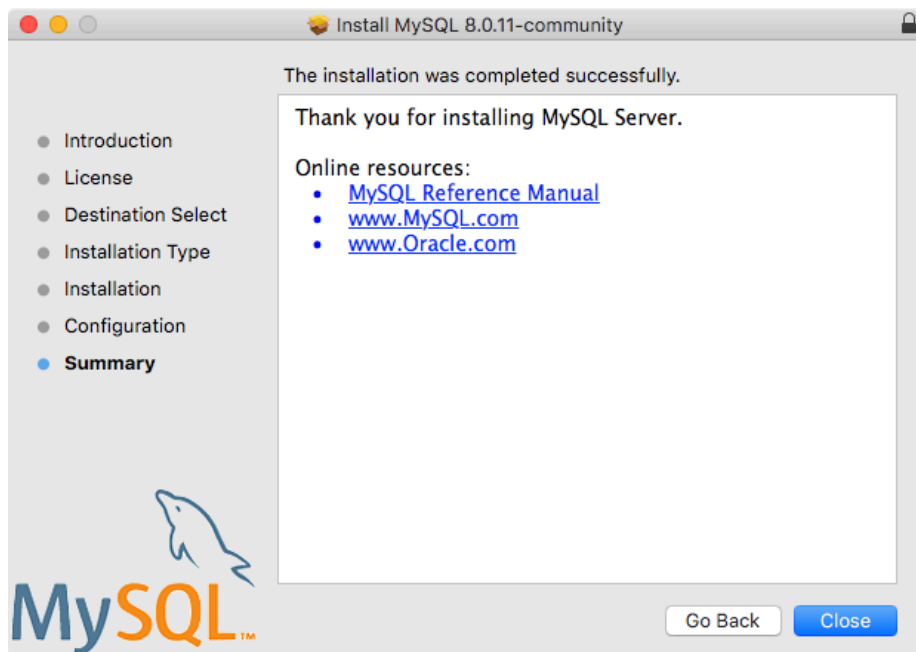 Install MySQL 8.0.11-community
The installation was completed successfully.
Introduction
License
Destination Select
Installation Type
Installation
Configuration
Summary
Thank you for installing MySQL Server.
Online resources:
• MySQL Reference Manual
• www.MySQL.com
• www.Oracle.com
MySQL™
Go Back
Close